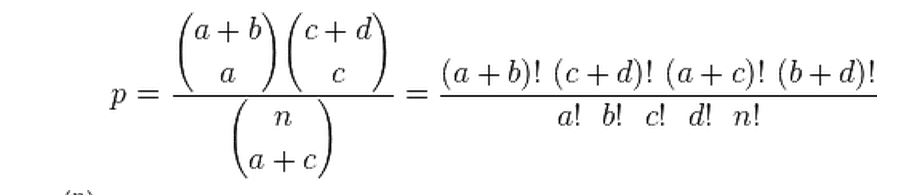 p = \frac{\binom{a+b}{a}\binom{c+d}{c}}{\binom{n}{a+c}} = \frac{(a+b)!\ (c+d)!\ (a+c)!\ (b+d)!}{a!\ b!\ c!\ d!\ n!}